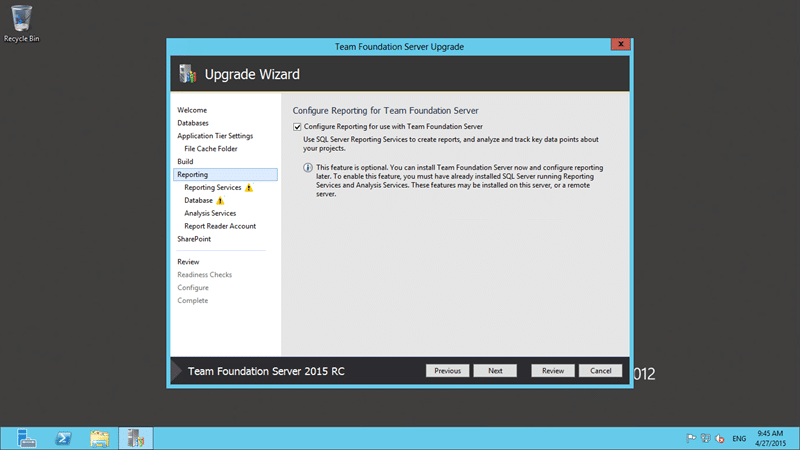 Recycle Bin
Team Foundation Server Upgrade
x
Upgrade Wizard
Welcome
Databases
Application Tier Settings
File Cache Folder
Build
Reporting
Reporting Services
Database
Analysis Services
Report Reader Account
SharePoint
Review
Readiness Checks
Configure
Complete
Configure Reporting for Team Foundation Server
Configure Reporting for use with Team Foundation Server
Use SQL Server Reporting Services to create reports, and analyze and track key data points about
your projects.
This feature is optional. You can install Team Foundation Server now and configure reporting
later. To enable this feature, you must have already installed SQL Server running Reporting
Services and Analysis Services. These features may be installed on this server, or a remote
server.
Team Foundation Server 2015 RC
Previous
Next
Review
Cancel
012
ENG
9:45 AM
4/27/2015